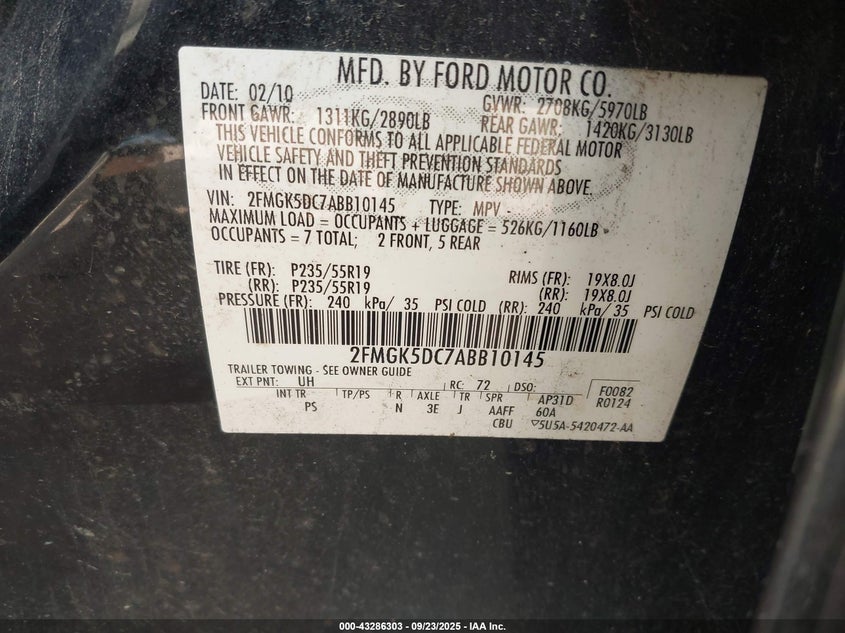 MFD. BY FORD MOTOR CO.
DATE: 02/10 GVWR: 2708KG/5970LB
FRONT GAWR: 1311KG/2890LB REAR GAWR: 1420KG/3130LB
THIS VEHICLE CONFORMS TO ALL APPLICABLE FEDERAL MOTOR
VEHICLE SAFETY AND THEFT PREVENTION STANDARDS
IN EFFECT ON THE DATE OF MANUFACTURE SHOWN ABOVE.
VIN: 2FMGK5DC7ABB10145 TYPE: MPV
MAXIMUM LOAD = OCCUPANTS + LUGGAGE = 526KG/1160LB
OCCUPANTS = 7 TOTAL; 2 FRONT, 5 REAR
TIRE (FR): P235/55R19 RIMS (FR): 19X8.0J
(RR): P235/55R19 (RR): 19X8.0J
PRESSURE (FR): 240 kPa/ 35 PSI COLD (RR): 240 kPa/ 35 PSI COLD
2FMGK5DC7ABB10145
TRAILER TOWING - SEE OWNER GUIDE
EXT PNT: UH RC: 72 DSO: F0082
INT TR TP/PS R AXLE TR SPR AP31D R0124
PS N 3E J AAFF 60A
CBU ▽5U5A-5420472-AA
000-43286303 - 09/23/2025 - IAA Inc.